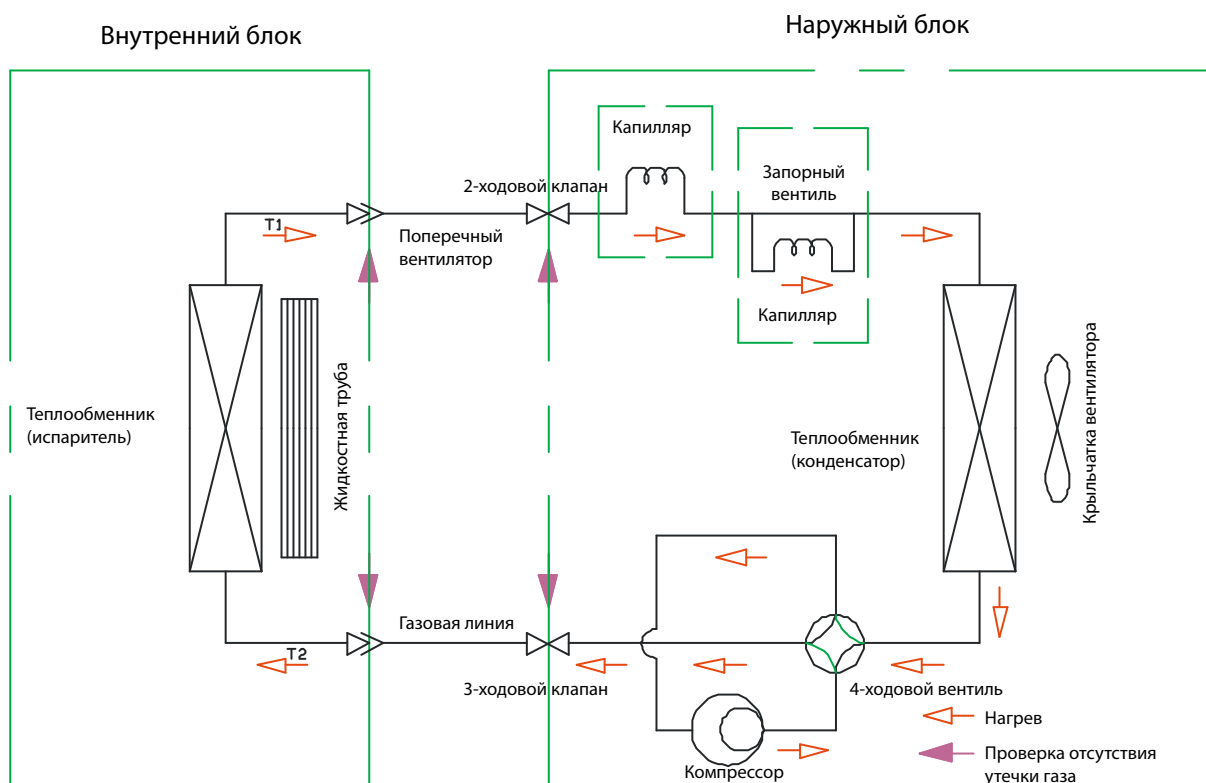 Внутренний блок
Наружный блок
Капилляр
Запорный
вентиль
2-ходовой клапан
T1
Поперечный
вентилятор
Капилляр
Жидкостная труба
Крыльчатка вентилятора
Теплообменник
(испаритель)
Теплообменник
(конденсатор)
Газовая линия
T2
3-ходовой клапан
4-ходовой вентиль
Нагрев
Компрессор
Проверка отсутствия
утечки газа